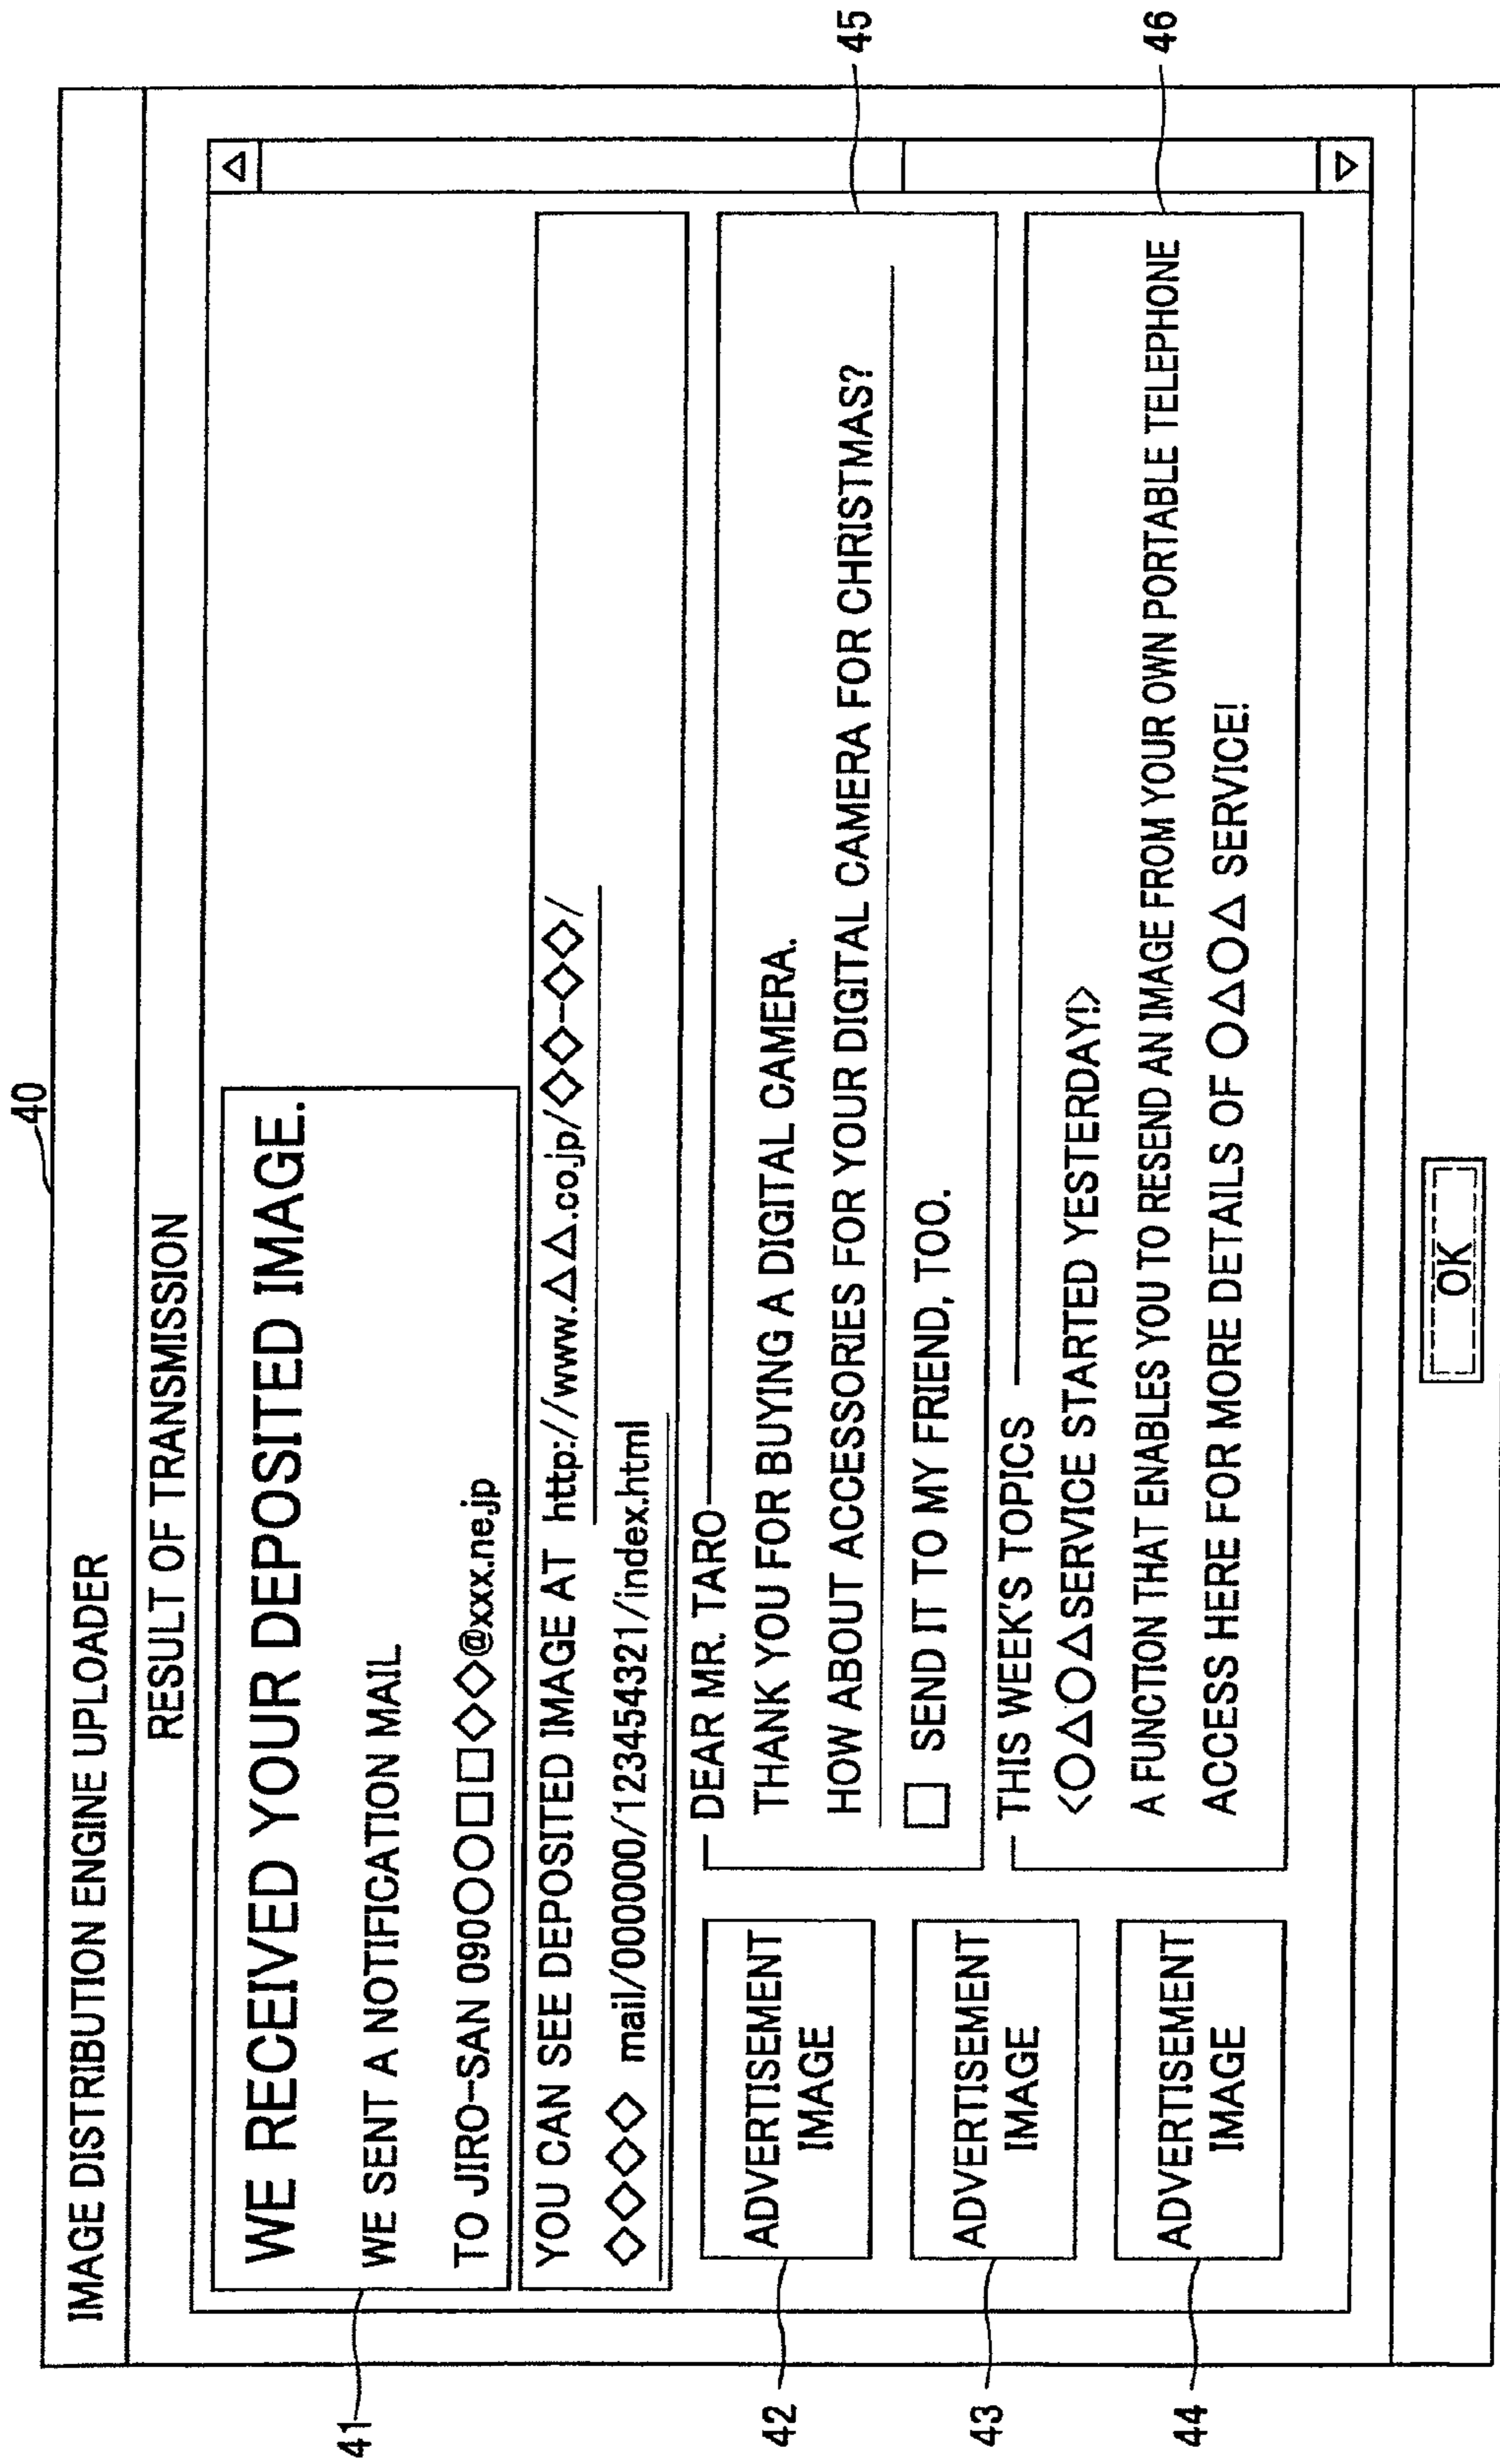 40
IMAGE DISTRIBUTION ENGINE UPLOADER
RESULT OF TRANSMISSION
41
WE RECEIVED YOUR DEPOSITED IMAGE.
WE SENT A NOTIFICATION MAIL
TO JIRO-SAN 090○○□□◇◇@xxx.ne.jp
YOU CAN SEE DEPOSITED IMAGE AT http://www.△△.co.jp/◇◇-◇◇/
◇◇◇◇ mail/000000/123454321/index.html
42
ADVERTISEMENT
IMAGE
43
ADVERTISEMENT
IMAGE
44
ADVERTISEMENT
IMAGE
DEAR MR. TARO
THANK YOU FOR BUYING A DIGITAL CAMERA.
HOW ABOUT ACCESSORIES FOR YOUR DIGITAL CAMERA FOR CHRISTMAS?
□ SEND IT TO MY FRIEND, TOO.
45
THIS WEEK'S TOPICS
<○△○△SERVICE STARTED YESTERDAY!>
A FUNCTION THAT ENABLES YOU TO RESEND AN IMAGE FROM YOUR OWN PORTABLE TELEPHONE
ACCESS HERE FOR MORE DETAILS OF ○△○△ SERVICE!
46
OK